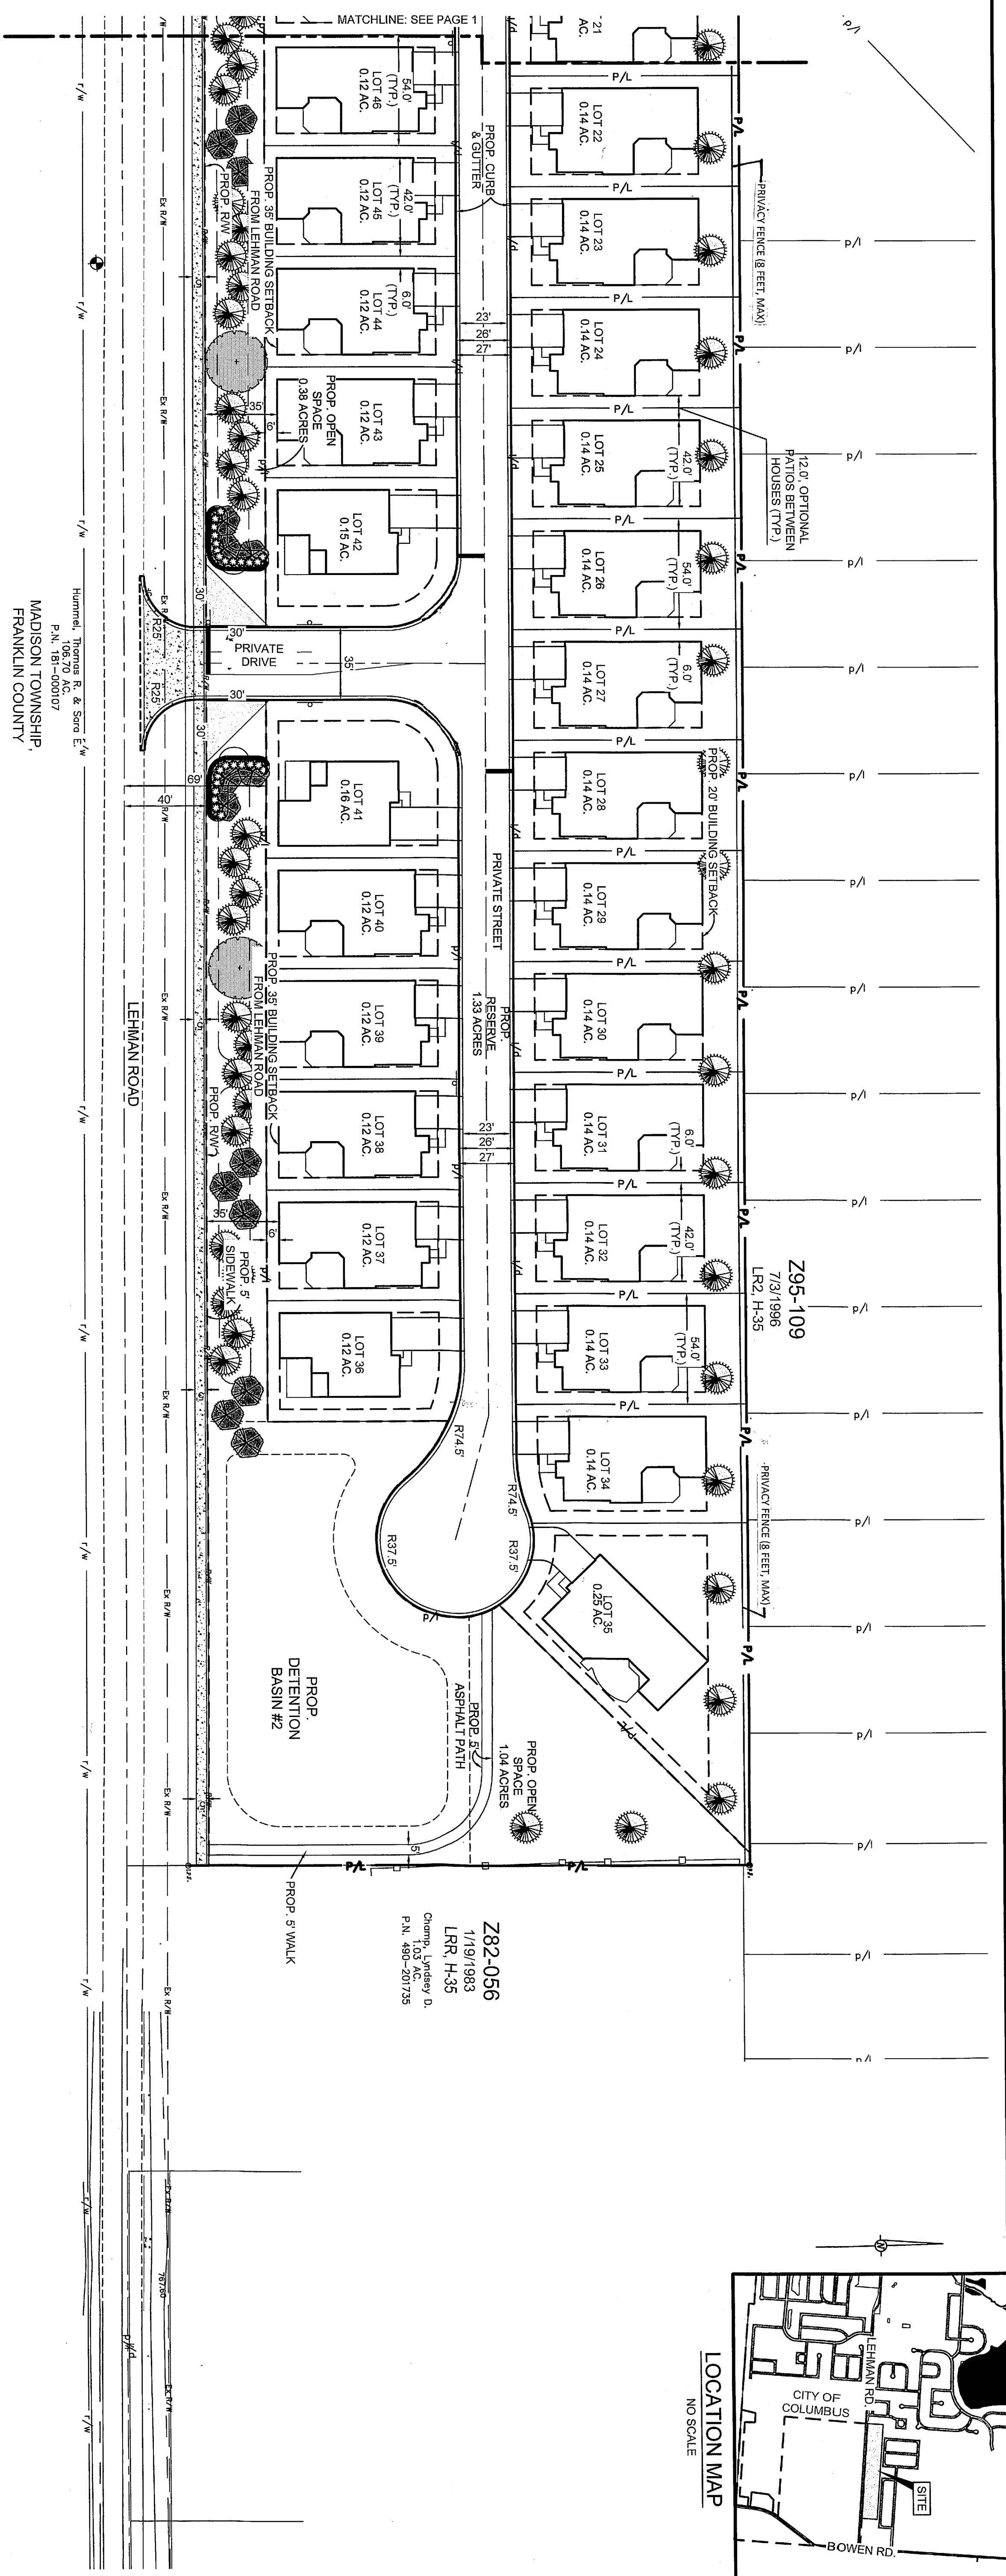 MATCHLINE: SEE PAGE 1
P/L
21
AC.
P/L
LOT 22
0.14 AC.
P/L
LOT 23
0.14 AC.
P/L
LOT 24
0.14 AC.
P/L
LOT 25
0.14 AC.
P/L
LOT 26
0.14 AC.
P/L
LOT 27
0.14 AC.
P/L
LOT 28
0.14 AC.
P/L
LOT 29
0.14 AC.
P/L
LOT 30
0.14 AC.
P/L
LOT 31
0.14 AC.
P/L
LOT 32
0.14 AC.
P/L
LOT 33
0.14 AC.
P/L
LOT 34
0.14 AC.
LOT 35
0.25 AC.
LOT 46
0.12 AC.
54.0'
(TYP.)
LOT 45
0.12 AC.
42.0'
(TYP.)
LOT 44
0.12 AC.
6.0'
(TYP.)
LOT 43
0.12 AC.
LOT 42
0.15 AC.
LOT 41
0.16 AC.
LOT 40
0.12 AC.
LOT 39
0.12 AC.
LOT 38
0.12 AC.
LOT 37
0.12 AC.
LOT 36
0.12 AC.
PRIVACY FENCE (8 FEET, MAX)
12.0', OPTIONAL
PATIOS BETWEEN
HOUSES (TYP.)
42.0'
(TYP.)
54.0'
(TYP.)
6.0'
(TYP.)
PROP. 20' BUILDING SETBACK
6.0'
(TYP.)
42.0'
(TYP.)
54.0'
(TYP.)
Z95-109
7/3/1996
LR2, H-35
PRIVACY FENCE (8 FEET, MAX)
PROP. CURB
& GUTTER
23'
26'
27'
PRIVATE STREET
PROP.
RESERVE
1.33 ACRES
23'
26'
27'
R74.5'
R74.5'
R37.5'
R37.5'
PROP. 35' BUILDING SETBACK
FROM LEHMAN ROAD
PROP. R/W
PROP. OPEN
SPACE
0.38 ACRES
35'
6'
30'
30'
PRIVATE
DRIVE
35'
30'
30'
R25'
R25'
69'
40'
PROP. 35' BUILDING SETBACK
FROM LEHMAN ROAD
PROP. R/W
35'
6'
PROP. 5'
SIDEWALK
PROP.
DETENTION
BASIN #2
PROP. 5'
ASPHALT PATH
PROP. OPEN
SPACE
1.04 ACRES
5'
PROP. 5' WALK
Z82-056
1/19/1983
LRR, H-35
Champ, Lyndsey D.
1.03 AC.
P.N. 490-201735
LEHMAN ROAD
Ex R/W
r/w
Hummel, Thomas R. & Sara E.
106.70 AC.
P.N. 181-000107
MADISON TOWNSHIP,
FRANKLIN COUNTY
767.60
N
LEHMAN RD.
CITY OF
COLUMBUS
SITE
BOWEN RD.
LOCATION MAP
NO SCALE